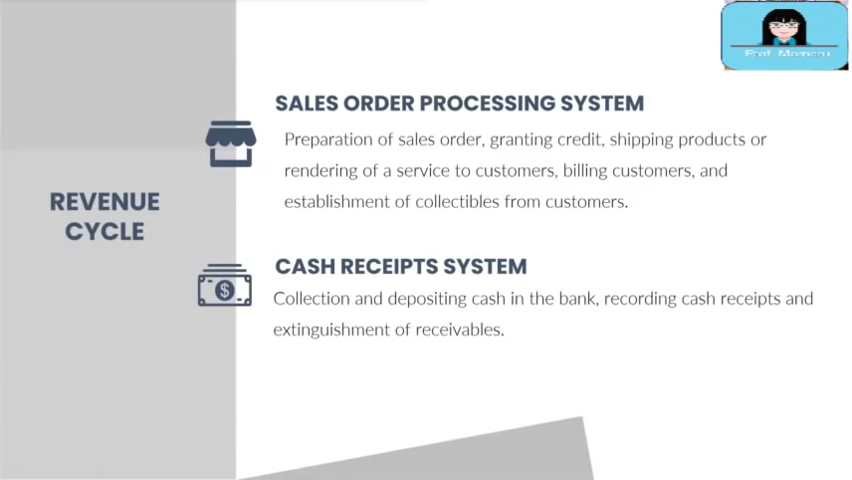 SALES ORDER PROCESSING SYSTEM
Preparation of sales order, granting credit, shipping products or
rendering of a service to customers, billing customers, and
establishment of collectibles from customers.
REVENUE
CYCLE
CASH RECEIPTS SYSTEM
Collection and depositing cash in the bank, recording cash receipts and
extinguishment of receivables.
Prof.